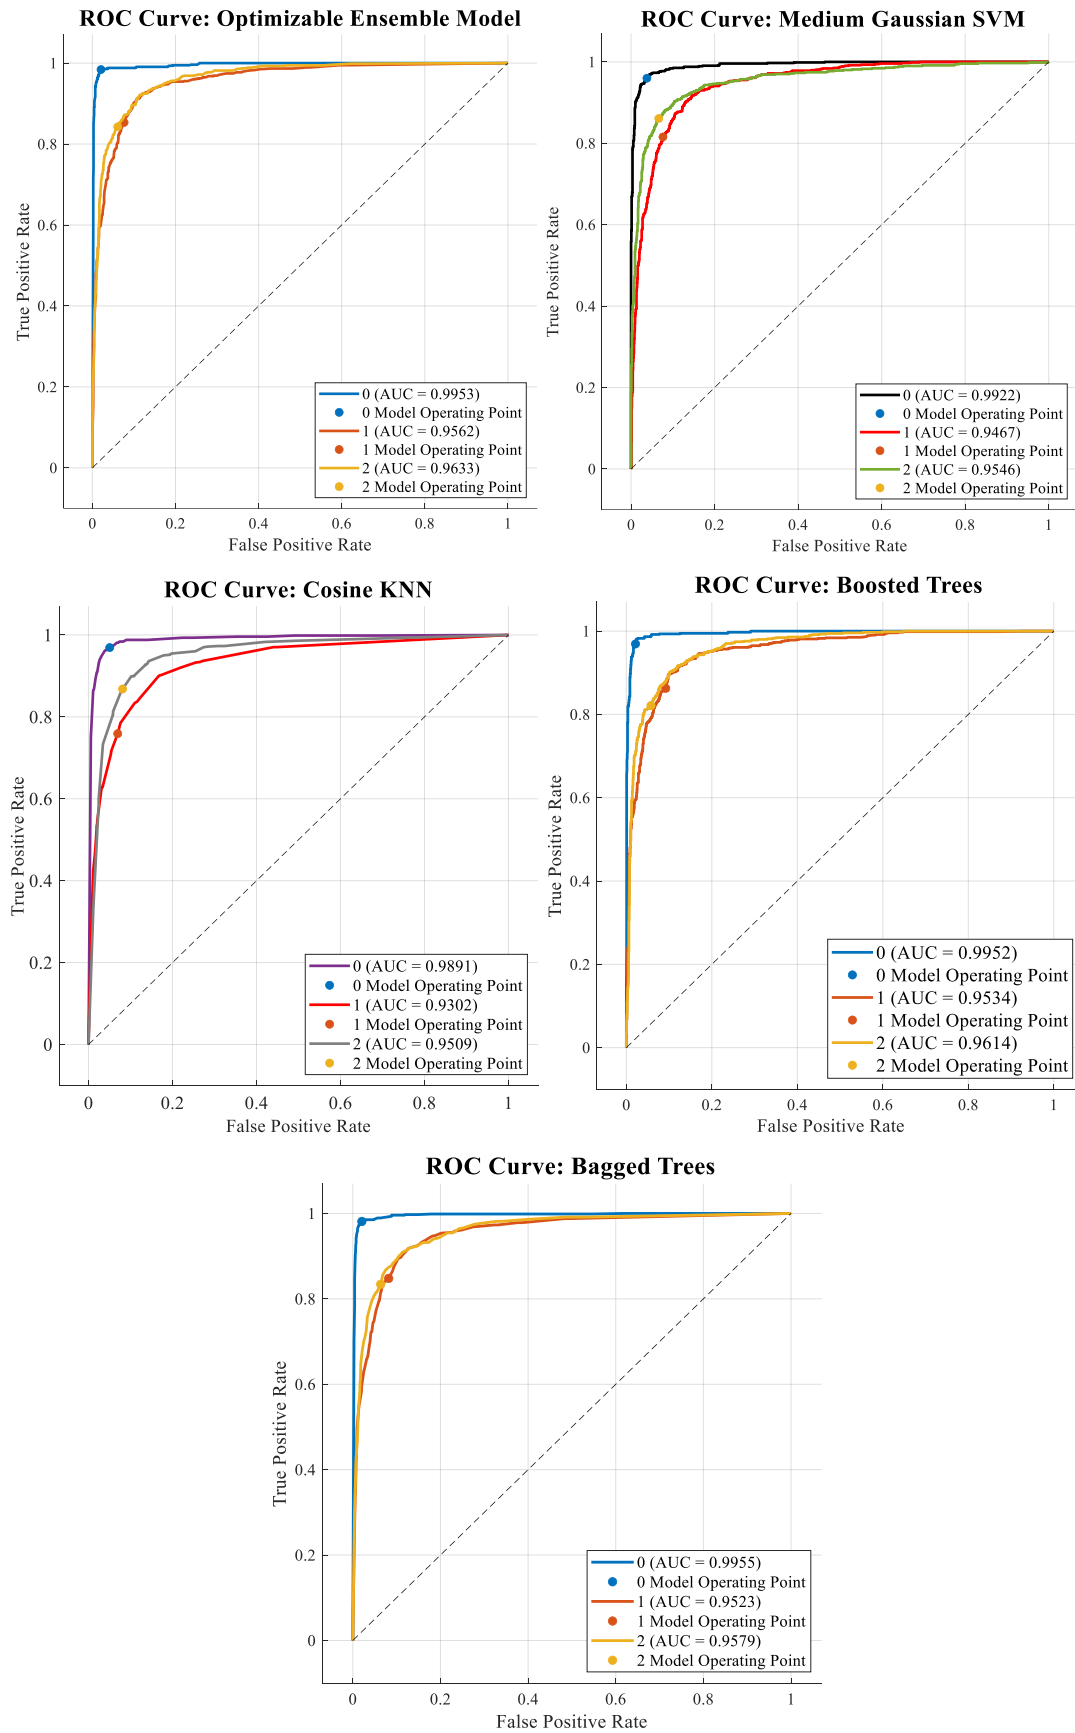 ROC Curve: Optimizable Ensemble Model
True Positive Rate
1
0.8
0.6
0.4
0.2
0
0 (AUC = 0.9953)
0 Model Operating Point
1 (AUC = 0.9562)
1 Model Operating Point
2 (AUC = 0.9633)
2 Model Operating Point
0 0.2 0.4 0.6 0.8 1
False Positive Rate
ROC Curve: Medium Gaussian SVM
True Positive Rate
1
0.8
0.6
0.4
0.2
0
0 (AUC = 0.9922)
0 Model Operating Point
1 (AUC = 0.9467)
1 Model Operating Point
2 (AUC = 0.9546)
2 Model Operating Point
0 0.2 0.4 0.6 0.8 1
False Positive Rate
ROC Curve: Cosine KNN
True Positive Rate
1
0.8
0.6
0.4
0.2
0
0 (AUC = 0.9891)
0 Model Operating Point
1 (AUC = 0.9302)
1 Model Operating Point
2 (AUC = 0.9509)
2 Model Operating Point
0 0.2 0.4 0.6 0.8 1
False Positive Rate
ROC Curve: Boosted Trees
True Positive Rate
1
0.8
0.6
0.4
0.2
0
0 (AUC = 0.9952)
0 Model Operating Point
1 (AUC = 0.9534)
1 Model Operating Point
2 (AUC = 0.9614)
2 Model Operating Point
0 0.2 0.4 0.6 0.8 1
False Positive Rate
ROC Curve: Bagged Trees
True Positive Rate
1
0.8
0.6
0.4
0.2
0
0 (AUC = 0.9955)
0 Model Operating Point
1 (AUC = 0.9523)
1 Model Operating Point
2 (AUC = 0.9579)
2 Model Operating Point
0 0.2 0.4 0.6 0.8 1
False Positive Rate